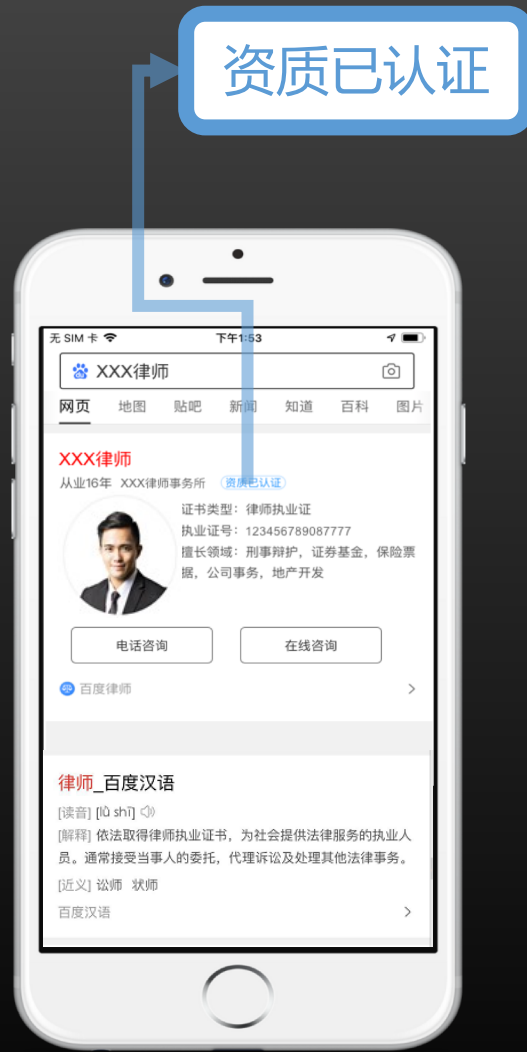 资质已认证
无 SIM 卡
下午1:53
XXX律师
网页 地图 贴吧 新闻 知道 百科 图片
XXX律师
从业16年 XXX律师事务所 资质已认证
证书类型：律师执业证
执业证号：123456789087777
擅长领域：刑事辩护，证券基金，保险票
据，公司事务，地产开发
电话咨询 在线咨询
百度律师
律师_百度汉语
[读音] [lǜ shī]
[解释] 依法取得律师执业证书，为社会提供法律服务的执业人
员。通常接受当事人的委托，代理诉讼及处理其他法律事务。
[近义] 讼师 状师
百度汉语